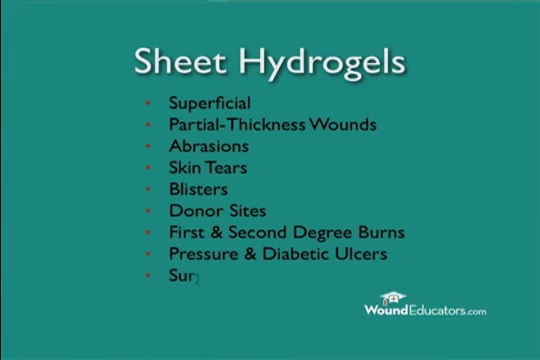 Sheet Hydrogels
• Superficial
• Partial-Thickness Wounds
• Abrasions
• Skin Tears
• Blisters
• Donor Sites
• First & Second Degree Burns
• Pressure & Diabetic Ulcers
• Sur
WoundEducators.com